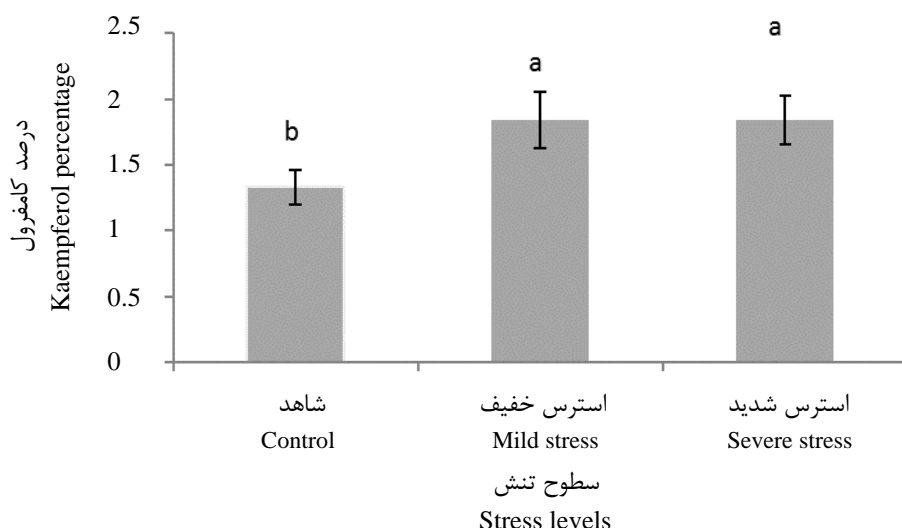 درصد کامفرول
Kaempferol percentage
2.5
2
1.5
1
0.5
0
b
a
a
شاهد
Control
استرس خفیف
Mild stress
استرس شدید
Severe stress
سطوح تنش
Stress levels